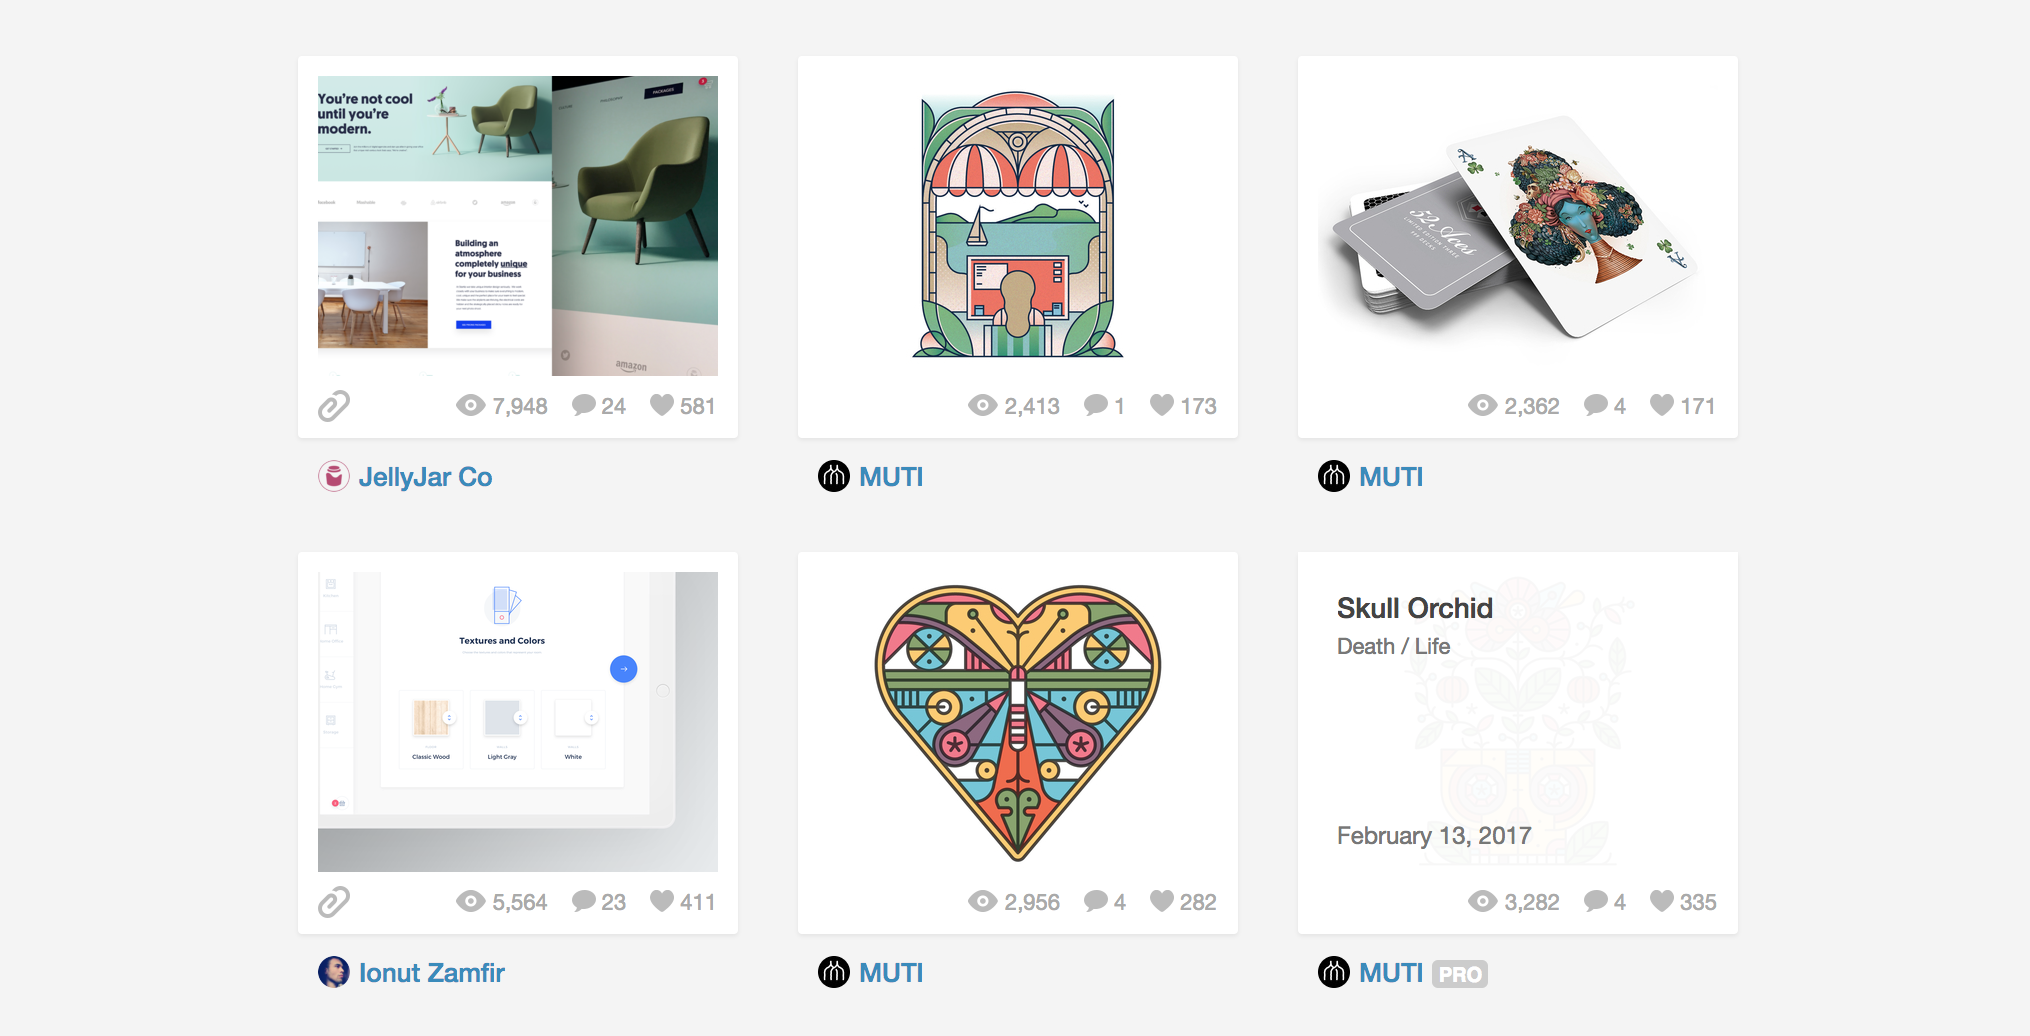 You're not cool
until you're
modern.
PACKAGES
amazon
Building an
atmosphere
completely unique
for your business
amazon
7,948 24 581
JellyJar Co
2,413 1 173
MUTI
A
52 Aces
A
2,362 4 171
MUTI
Textures and Colors
Classic Wood
Light Gray
White
5,564 23 411
Ionut Zamfir
2,956 4 282
MUTI
Skull Orchid
Death / Life
February 13, 2017
3,282 4 335
MUTI PRO